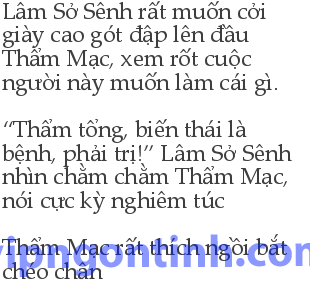 Lâm Sở Sênh rất muốn cởi
giày cao gót đập lên đầu
Thẩm Mạc, xem rốt cuộc
người này muốn làm cái gì.
“Thẩm tổng, biến thái là
bệnh, phải trị!” Lâm Sở Sênh
nhìn chằm chằm Thẩm Mạc,
nói cực kỳ nghiêm túc
Thẩm Mạc rất thích ngồi bắt
chéo chân